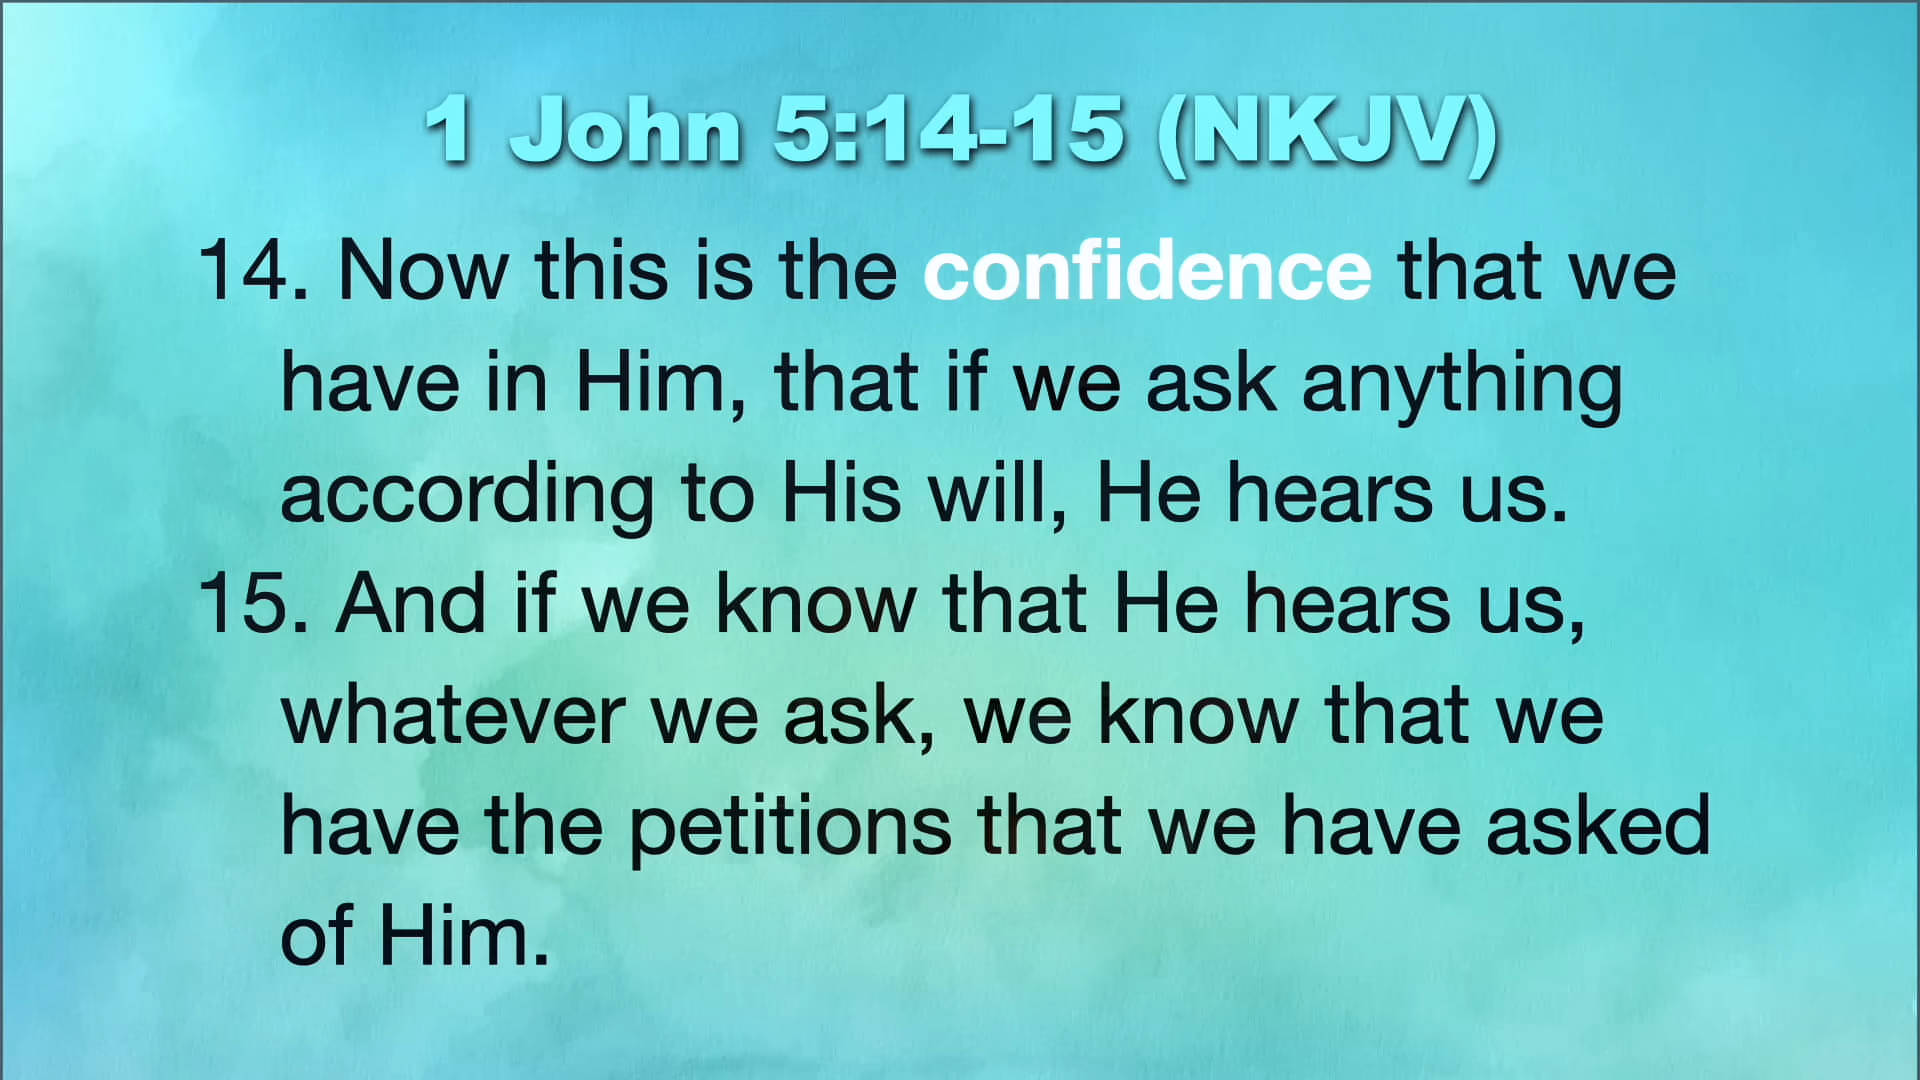 1 John 5:14-15 (NKJV)
14. Now this is the confidence that we
have in Him, that if we ask anything
according to His will, He hears us.
15. And if we know that He hears us,
whatever we ask, we know that we
have the petitions that we have asked
of Him.